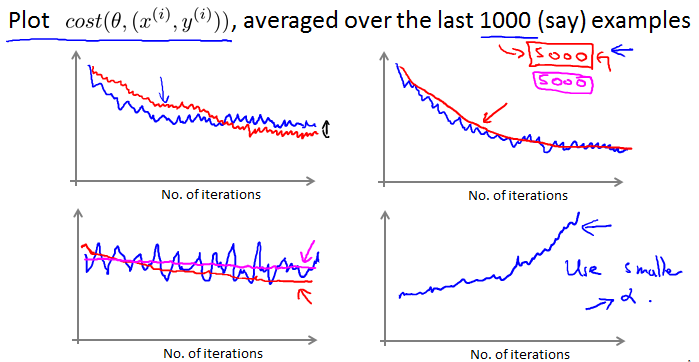 Plot cost(θ, (x^(i), y^(i))), averaged over the last 1000 (say) examples
5000
5000
No. of iterations
No. of iterations
Use smaller
→ α.
No. of iterations
No. of iterations